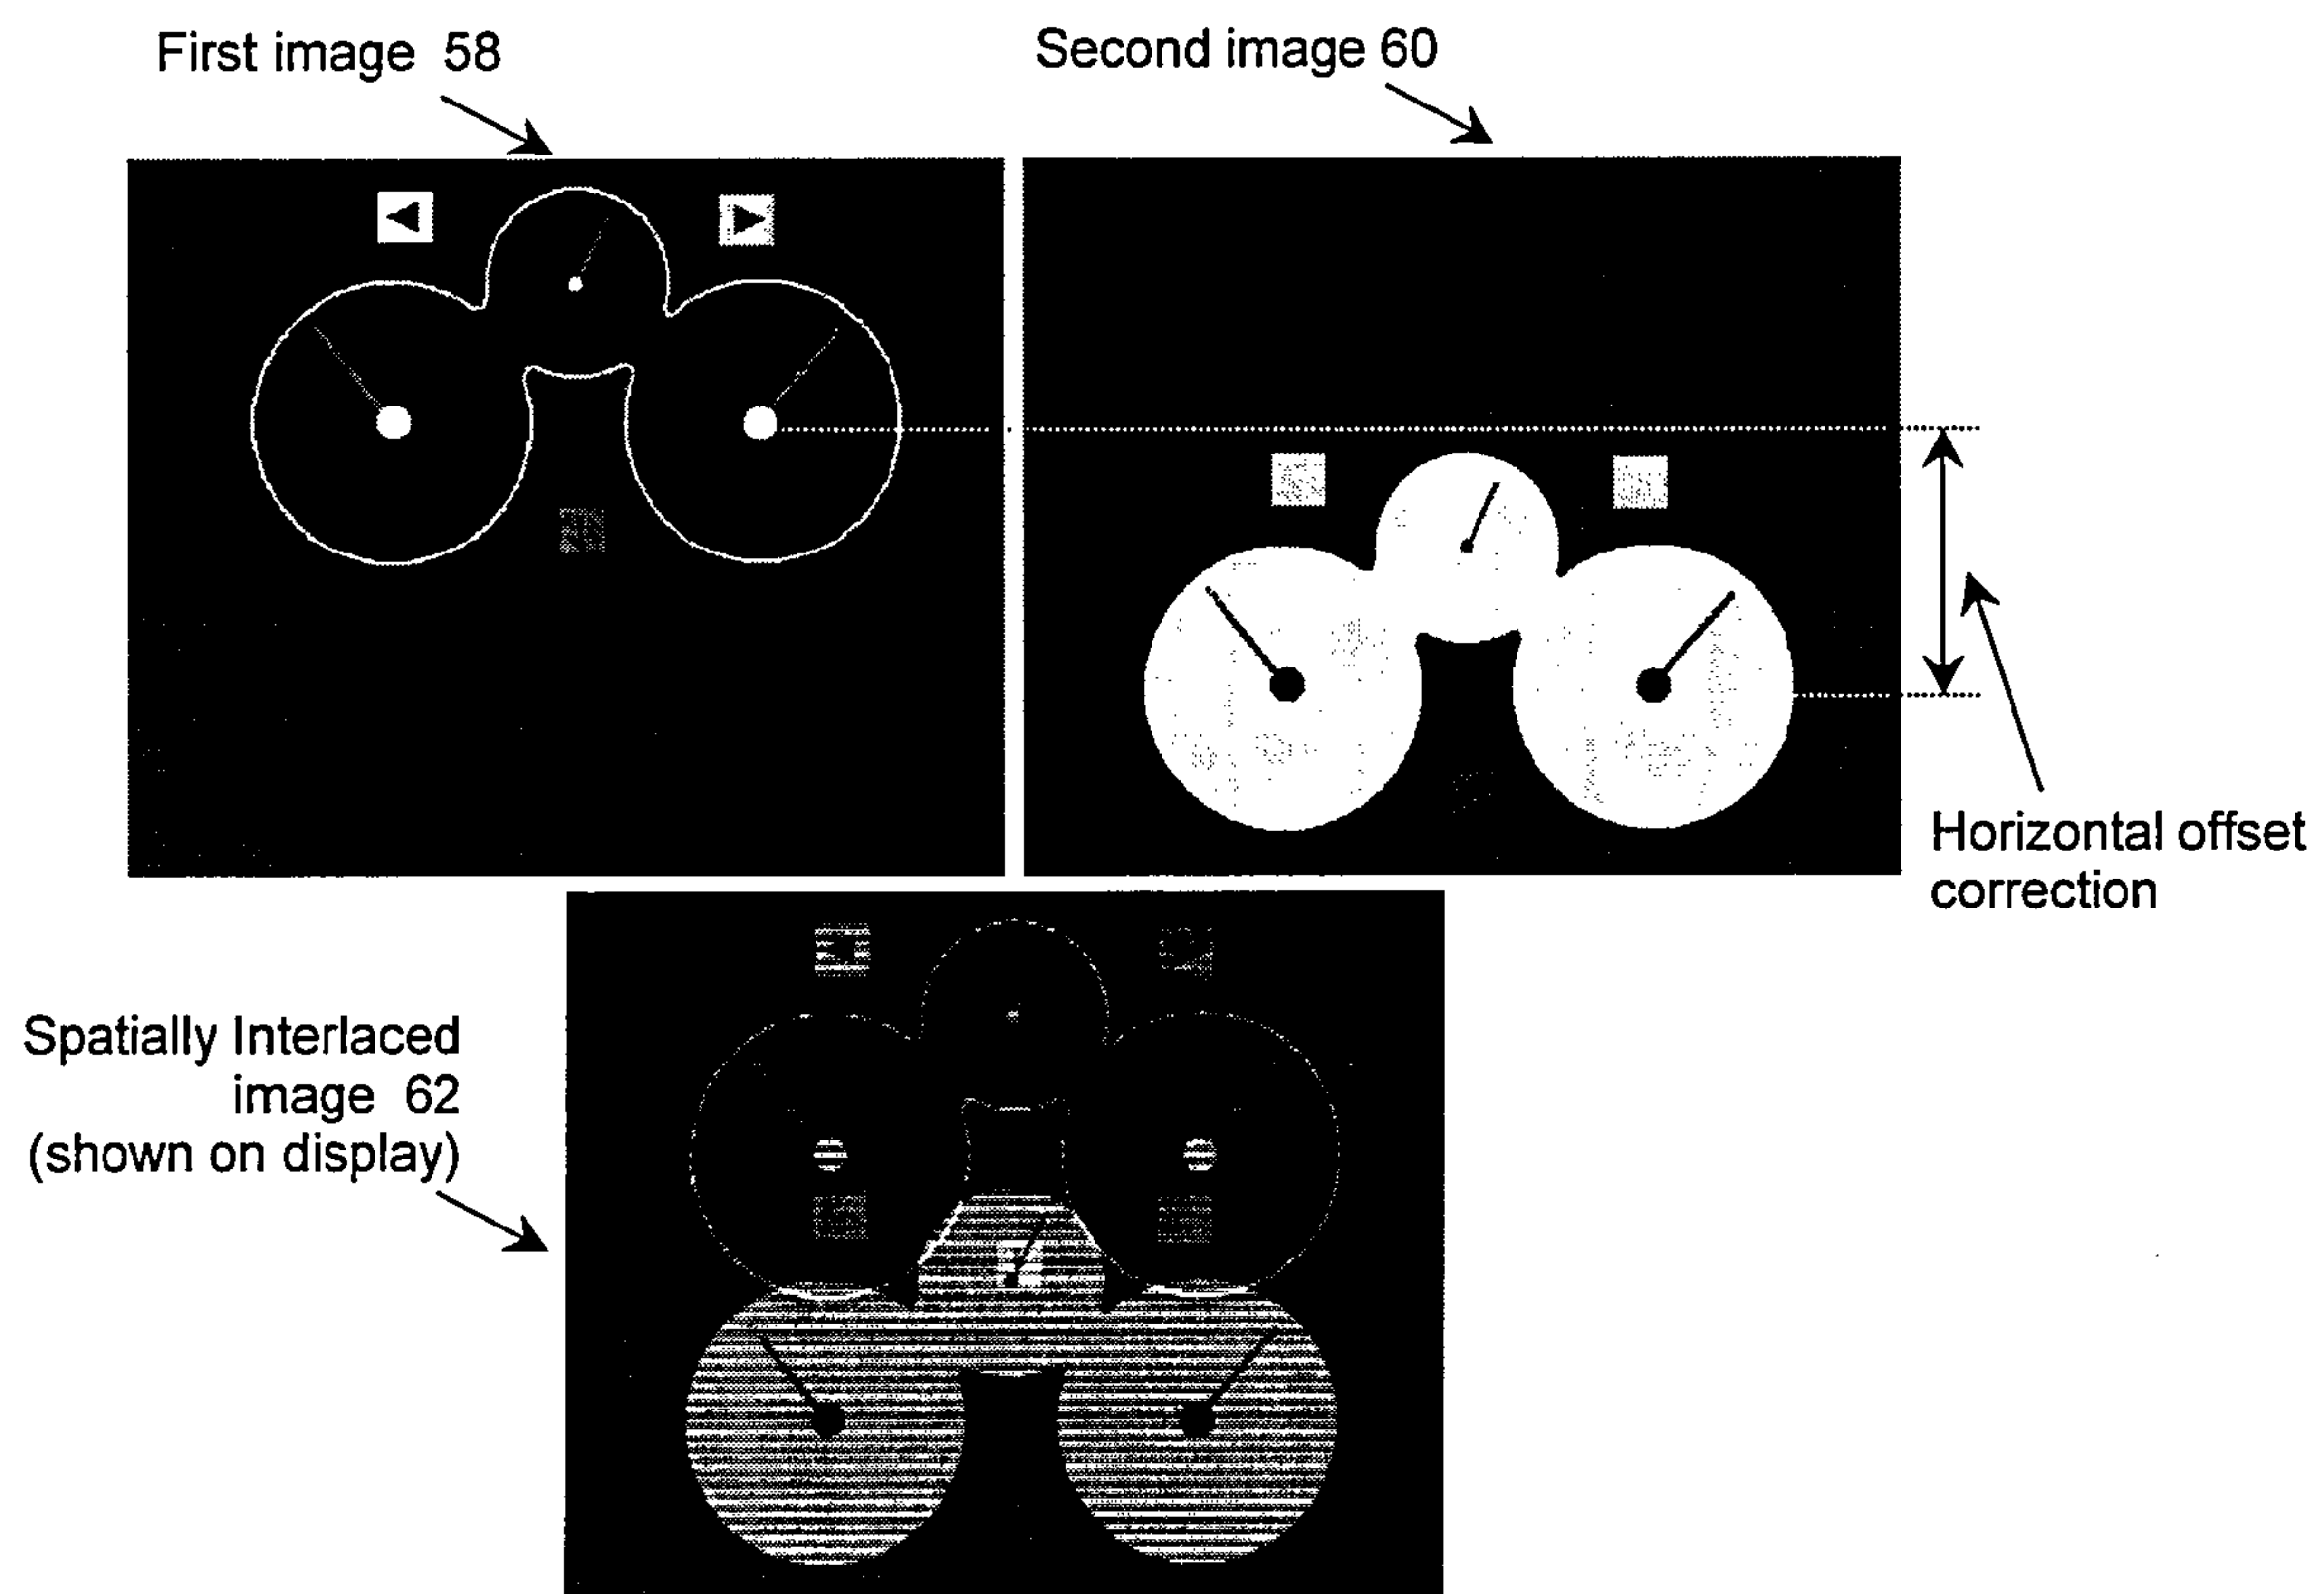 First image 58
Second image 60
Horizontal offset
correction
Spatially Interlaced
image 62
(shown on display)